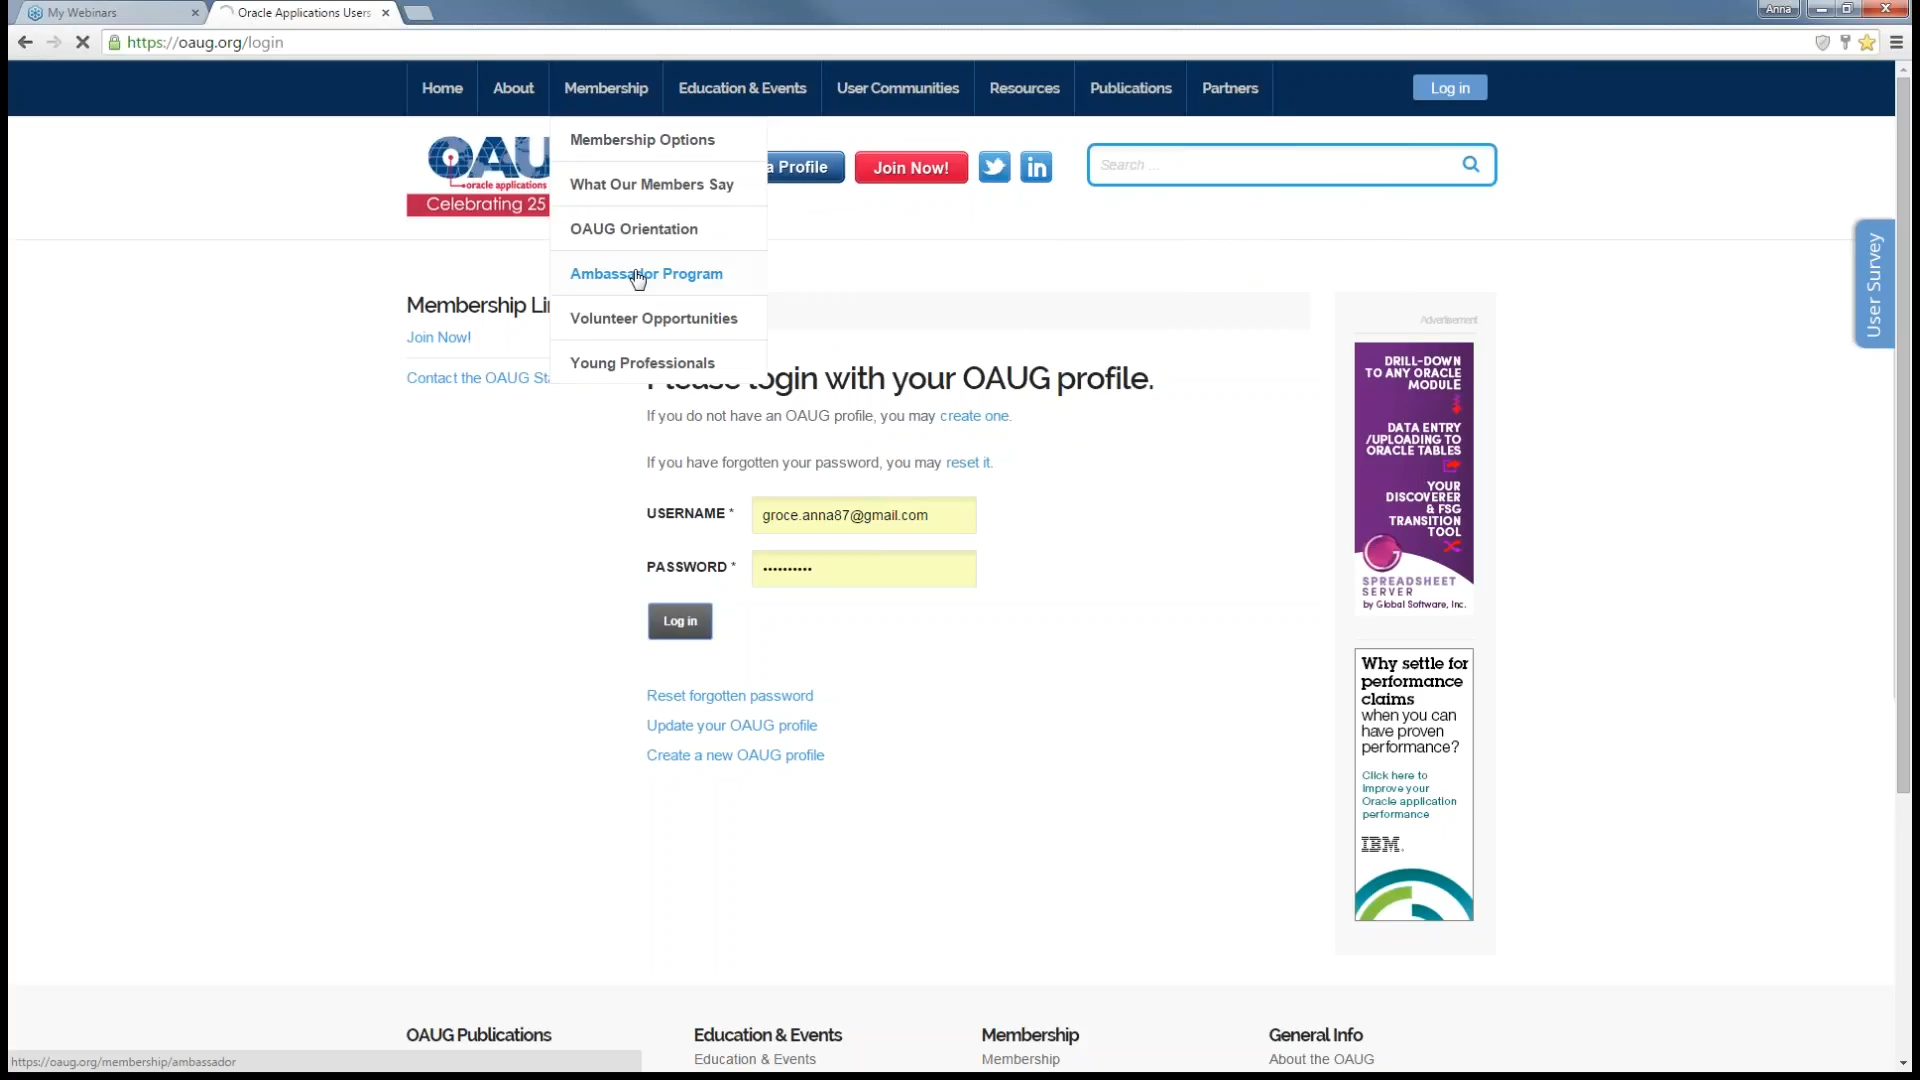 My Webinars
Oracle Applications Users
Anna
https://oaug.org/login
Home
About
Membership
Education & Events
User Communities
Resources
Publications
Partners
Log in
Membership Options
What Our Members Say
OAUG Orientation
Ambassador Program
Volunteer Opportunities
Young Professionals
OAU
oracle applications
Celebrating 25
a Profile
Join Now!
Search ...
User Survey
Membership Li
Join Now!
Contact the OAUG Sta
Please login with your OAUG profile.
If you do not have an OAUG profile, you may create one.
If you have forgotten your password, you may reset it.
USERNAME *
groce.anna87@gmail.com
PASSWORD *
••••••••••
Log in
Reset forgotten password
Update your OAUG profile
Create a new OAUG profile
Advertisement
DRILL-DOWN
TO ANY ORACLE
MODULE
DATA ENTRY
/UPLOADING TO
ORACLE TABLES
YOUR
DISCOVERER
& FSG
TRANSITION
TOOL
SPREADSHEET
SERVER
by Global Software, Inc.
Why settle for
performance
claims
when you can
have proven
performance?
Click here to
Improve your
Oracle application
performance
IBM.
OAUG Publications
Education & Events
Membership
General Info
Education & Events
Membership
About the OAUG
https://oaug.org/membership/ambassador